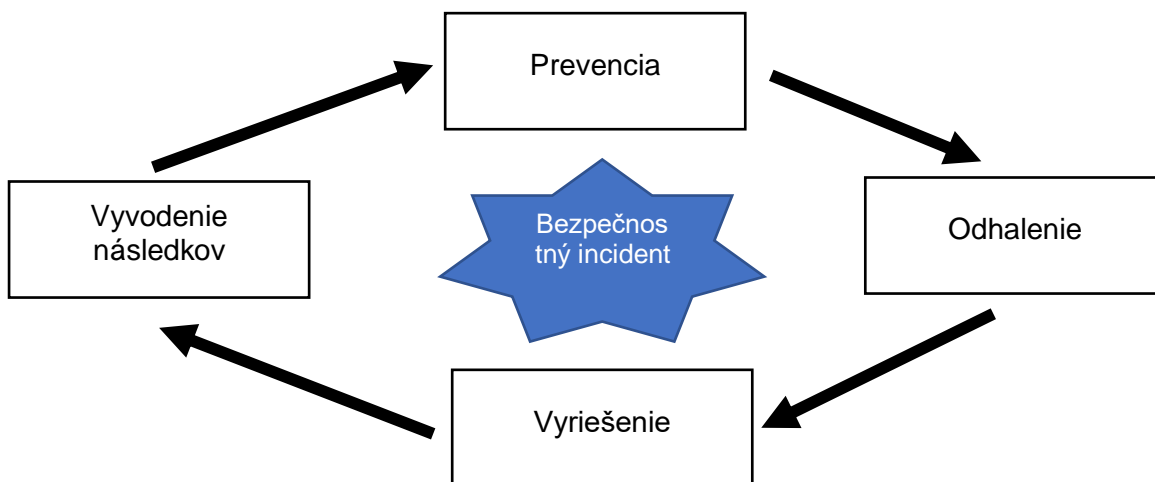 Prevencia
Vyvodenie
následkov
Bezpečnos
tný incident
Odhalenie
Vyriešenie